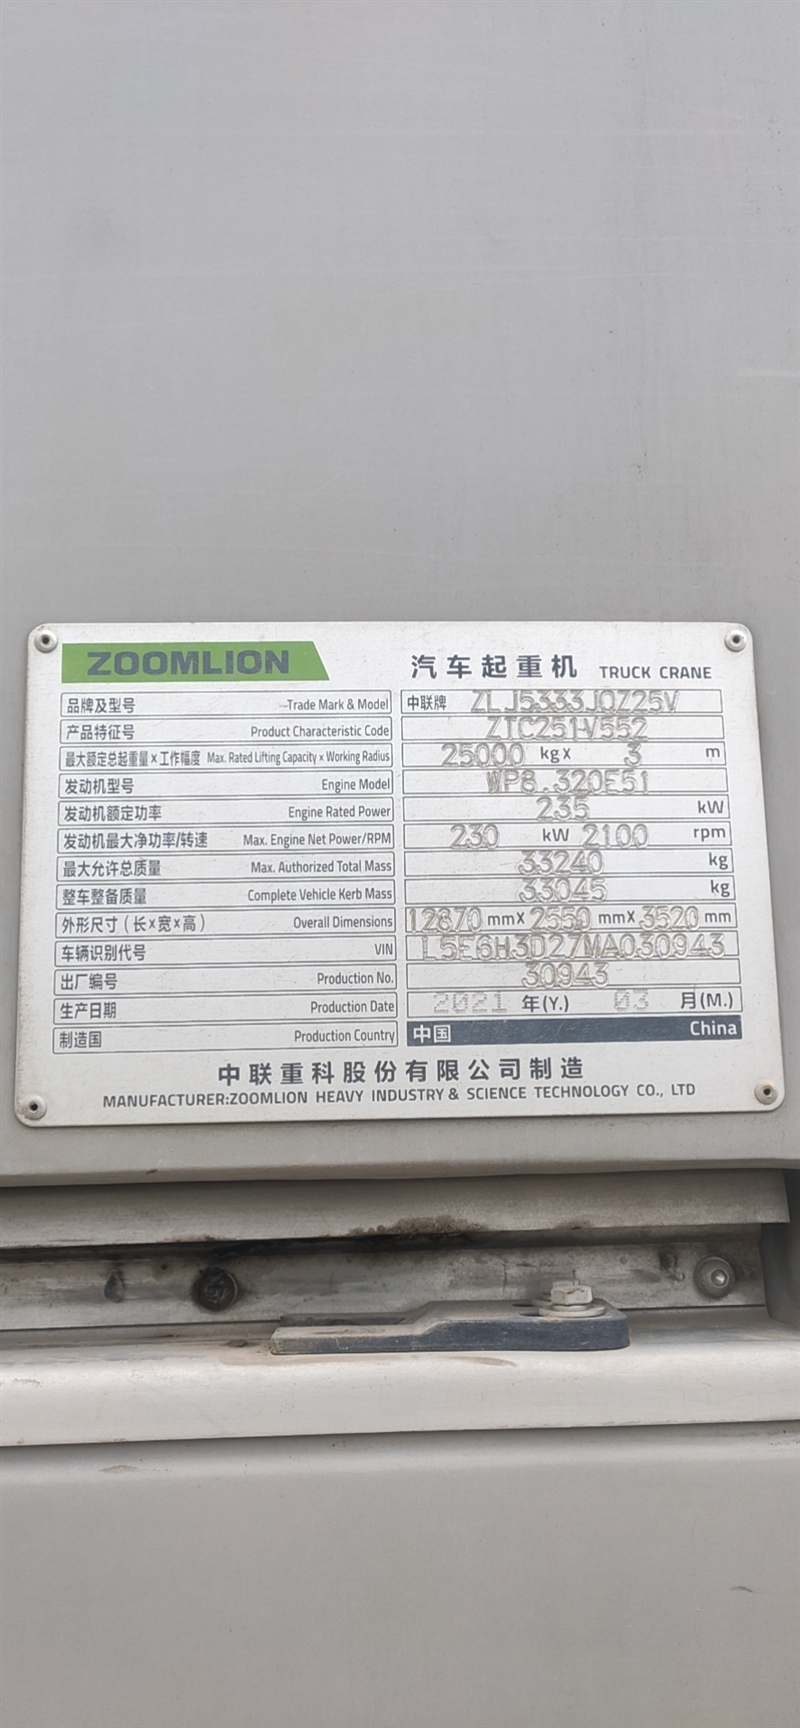 ZOOMLION 汽车起重机 TRUCK CRANE
品牌及型号 Trade Mark & Model 中联牌 ZLJ5333JQZ25V
产品特征号 Product Characteristic Code ZTC251V552
最大额定总起重量×工作幅度 Max. Rated Lifting Capacity x Working Radius 25000 kg x 3 m
发动机型号 Engine Model WP8.320E51
发动机额定功率 Engine Rated Power 235 kW
发动机最大净功率/转速 Max. Engine Net Power/RPM 230 kW 2100 rpm
最大允许总质量 Max. Authorized Total Mass 33240 kg
整车整备质量 Complete Vehicle Kerb Mass 33045 kg
外形尺寸(长×宽×高) Overall Dimensions 12870 mm× 2550 mm× 3520 mm
车辆识别代号 VIN L5E6H3D27MA030943
出厂编号 Production No. 30943
生产日期 Production Date 2021 年(Y.) 03 月(M.)
制造国 Production Country 中国 China
中联重科股份有限公司制造
MANUFACTURER:ZOOMLION HEAVY INDUSTRY & SCIENCE TECHNOLOGY CO., LTD